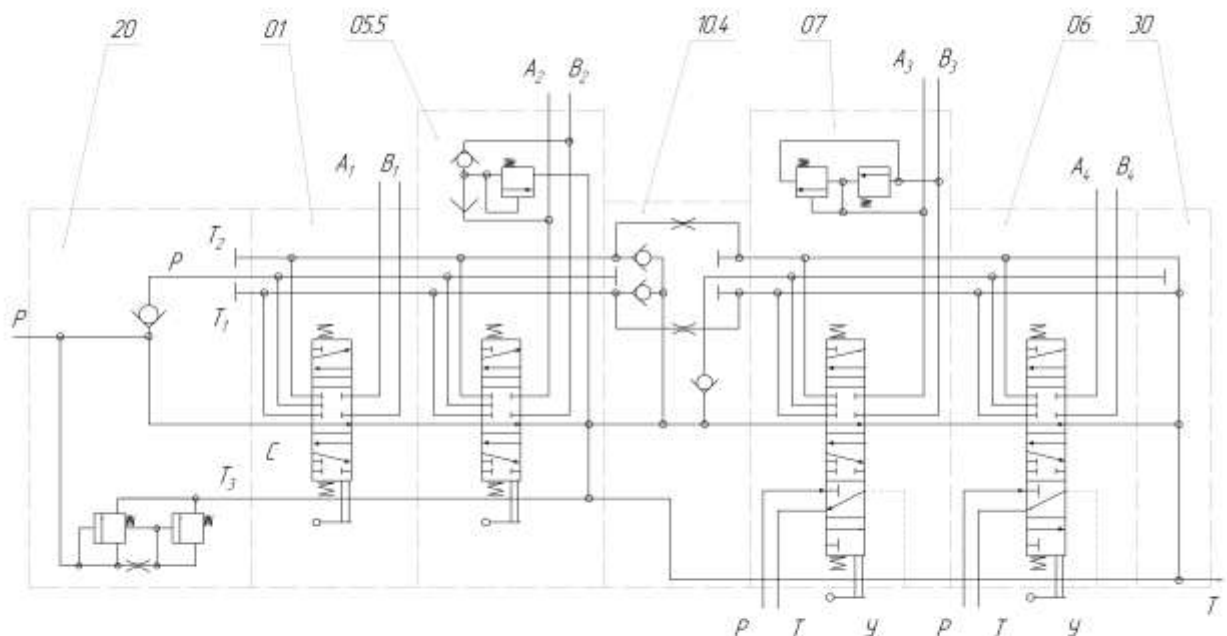 20 01 05.5 10.4 07 06 30
A₂ B₂ A₃ B₃
A₁ B₁ A₄ B₄
T₂
P
T₁
P
C
T₃
T
P T У P T У